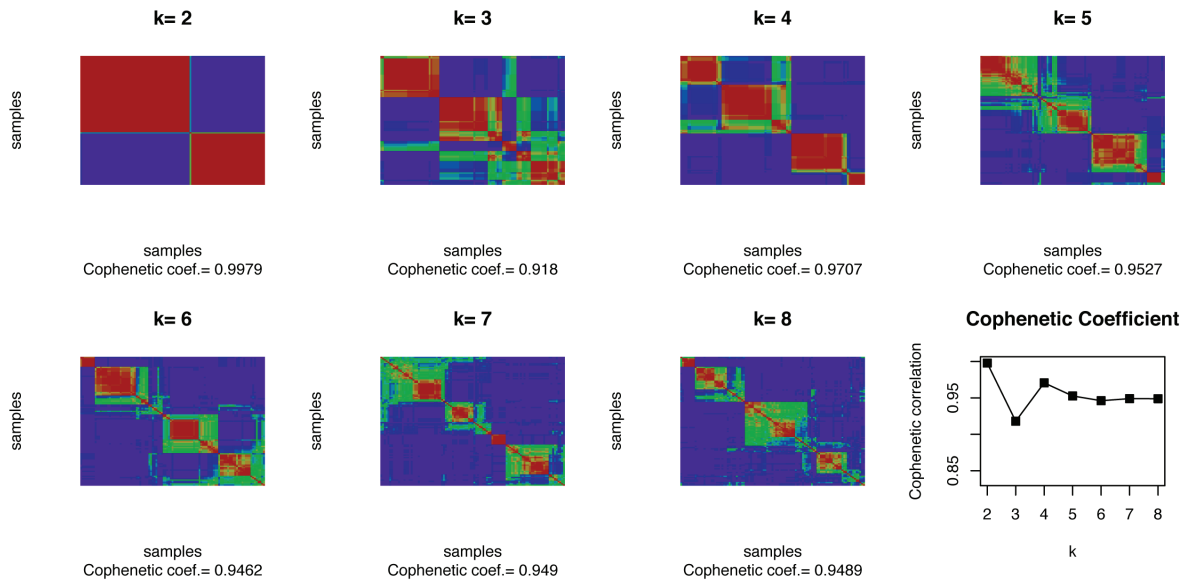 k= 2
k= 3
k= 4
k= 5
samples
samples
samples
samples
samples
Cophenetic coef.= 0.9979
samples
Cophenetic coef.= 0.918
samples
Cophenetic coef.= 0.9707
samples
Cophenetic coef.= 0.9527
k= 6
k= 7
k= 8
Cophenetic Coefficient
samples
samples
samples
Cophenetic correlation
0.95
0.85
2 3 4 5 6 7 8
k
samples
Cophenetic coef.= 0.9462
samples
Cophenetic coef.= 0.949
samples
Cophenetic coef.= 0.9489